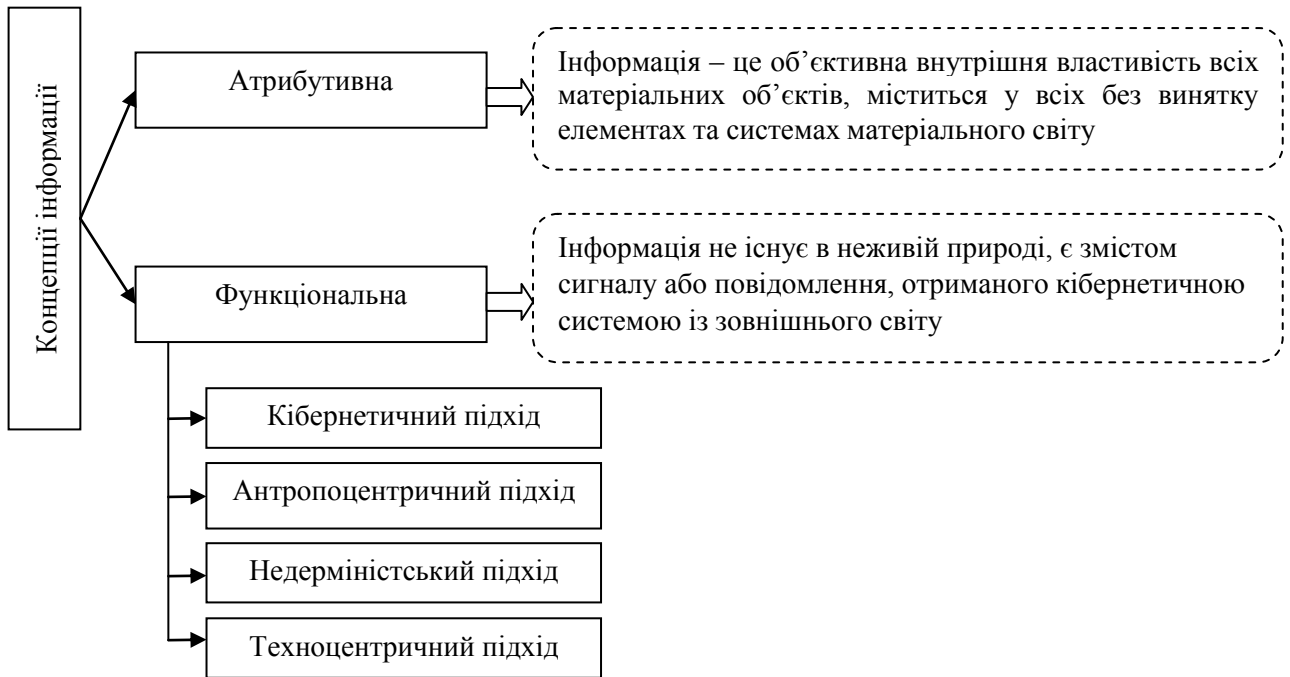 Концепції інформації
Атрибутивна
Інформація – це об’єктивна внутрішня властивість всіх
матеріальних об’єктів, міститься у всіх без винятку
елементах та системах матеріального світу
Функціональна
Інформація не існує в неживій природі, є змістом
сигналу або повідомлення, отриманого кібернетичною
системою із зовнішнього світу
Кібернетичний підхід
Антропоцентричний підхід
Недерміністський підхід
Техноцентричний підхід